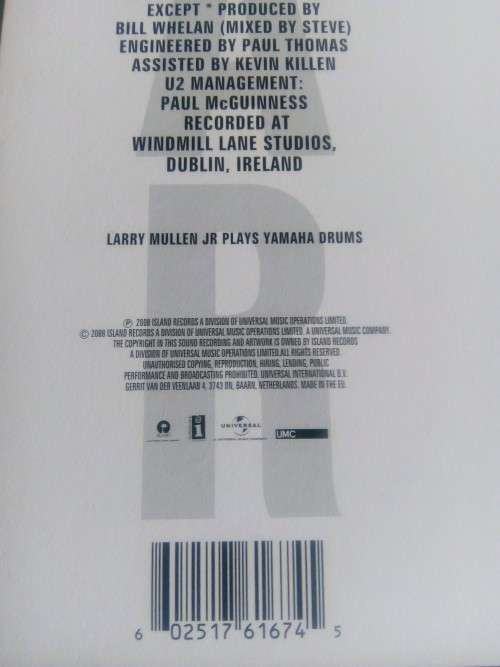 EXCEPT * PRODUCED BY
BILL WHELAN (MIXED BY STEVE)
ENGINEERED BY PAUL THOMAS
ASSISTED BY KEVIN KILLEN
U2 MANAGEMENT:
PAUL McGUINNESS
RECORDED AT
WINDMILL LANE STUDIOS,
DUBLIN, IRELAND
A
R
LARRY MULLEN JR PLAYS YAMAHA DRUMS
℗ 2008 ISLAND RECORDS A DIVISION OF UNIVERSAL MUSIC OPERATIONS LIMITED.
© 2008 ISLAND RECORDS A DIVISION OF UNIVERSAL MUSIC OPERATIONS LIMITED. A UNIVERSAL MUSIC COMPANY.
THE COPYRIGHT IN THIS SOUND RECORDING AND ARTWORK IS OWNED BY ISLAND RECORDS
A DIVISION OF UNIVERSAL MUSIC OPERATIONS LIMITED.ALL RIGHTS RESERVED.
UNAUTHORISED COPYING, REPRODUCTION, HIRING, LENDING, PUBLIC
PERFORMANCE AND BROADCASTING PROHIBITED. UNIVERSAL INTERNATIONAL B.V.
GERRIT VAN DER VEENLAAN 4, 3743 DN, BAARN, NETHERLANDS. MADE IN THE EU.
i UNIVERSAL UMC
6 02517 61674 5